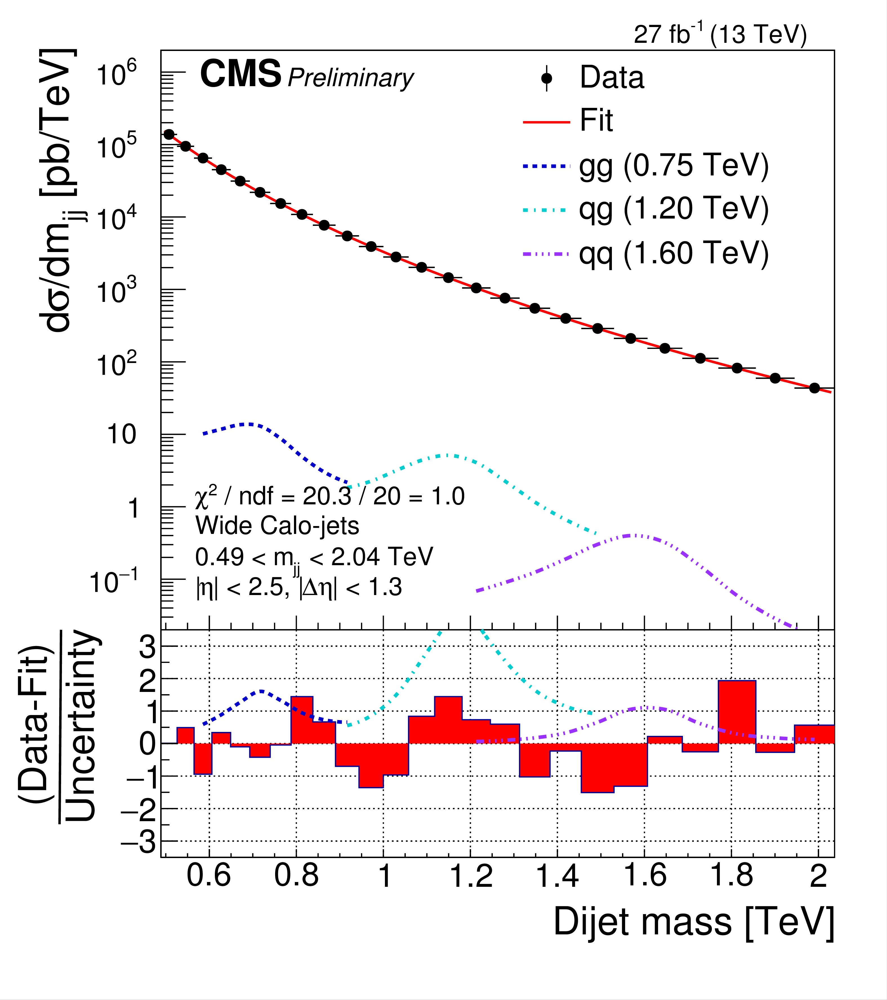 27 fb-1 (13 TeV)
CMS Preliminary
Data
Fit
gg (0.75 TeV)
qg (1.20 TeV)
qq (1.60 TeV)
dσ/dmjj [pb/TeV]
10^6
10^5
10^4
10^3
10^2
10
1
10^−1
χ2 / ndf = 20.3 / 20 = 1.0
Wide Calo-jets
0.49 < mjj < 2.04 TeV
|η| < 2.5, |Δη| < 1.3
(Data-Fit)
Uncertainty
3
2
1
0
−1
−2
−3
0.6 0.8 1 1.2 1.4 1.6 1.8 2
Dijet mass [TeV]